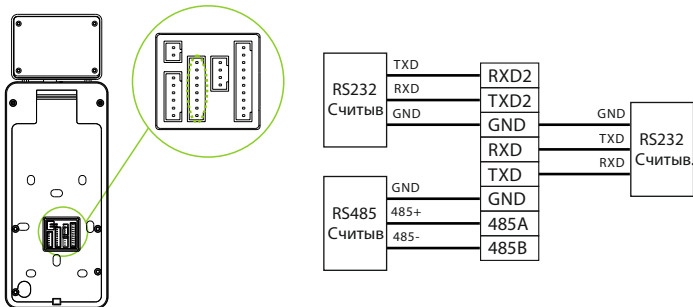 TXD
RXD
GND
RS232
Считыв
RXD2
TXD2
GND
RXD
TXD
GND
485A
485B
GND
TXD
RXD
RS232
Считыв.
GND
485+
485-
RS485
Считыв